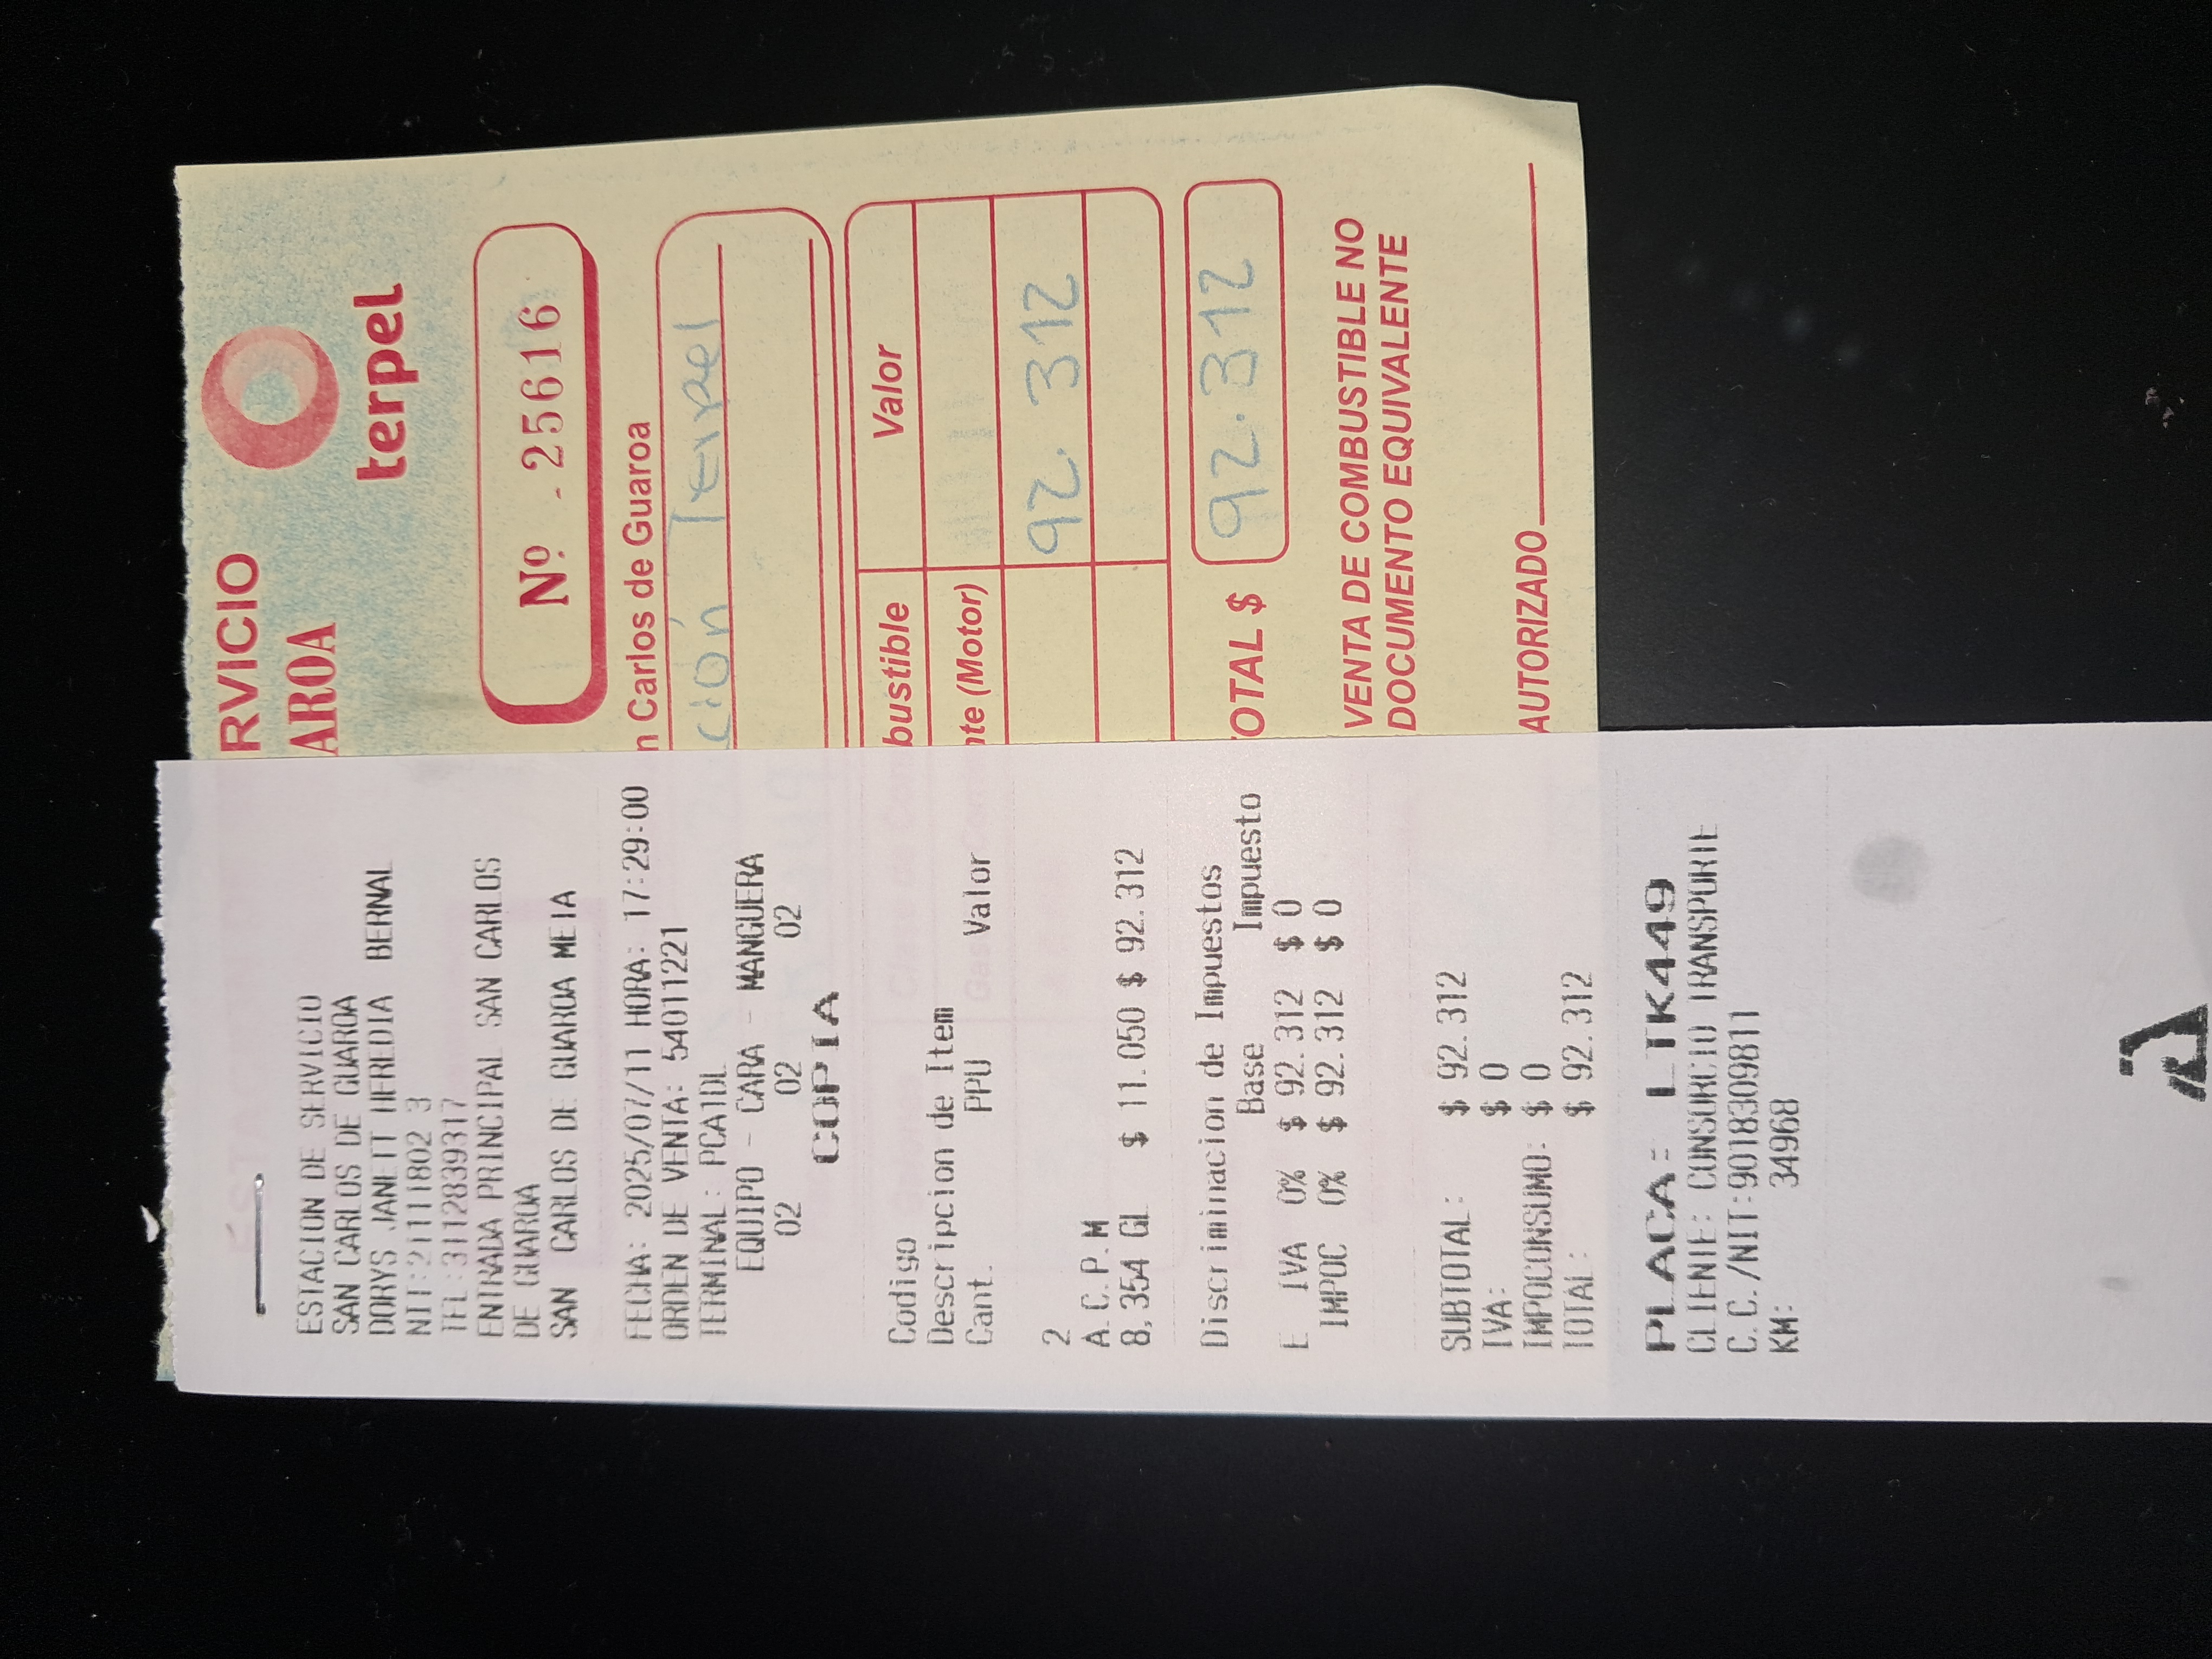 RVICIO
AROA
terpel
Nº - 25616
n Carlos de Guaroa
ción Terpel
bustible Valor
nte (Motor)
92.312
OTAL $ 92.312
VENTA DE COMBUSTIBLE NO
DOCUMENTO EQUIVALENTE
AUTORIZADO
ESTACION DE SERVICIO
SAN CARLOS DE GUAROA
DORYS JANETT HEREDIA BERNAL
NIT:21111802 3
TEL:3112839317
ENTRADA PRINCIPAL SAN CARLOS
DE GUAROA
SAN CARLOS DE GUAROA META
FECHA: 2025/07/11 HORA: 17:29:00
ORDEN DE VENTA: 54011221
TERMINAL: PCA1DL
EQUIPO - CARA - MANGUERA
02 02 02
COPIA
Codigo
Descripcion de Item
Cant. PPU Valor
2
A.C.P.M
8,354 GL $ 11.050 $ 92.312
Discriminacion de Impuestos
Base Impuesto
E IVA 0% $ 92.312 $ 0
IMPOC 0% $ 92.312 $ 0
SUBTOTAL: $ 92.312
IVA: $ 0
IMPOCONSUMO: $ 0
TOTAL: $ 92.312
PLACA: LTK449
CLIENTE: CONSORCIO TRANSPORTE
C.C./NIT:9018309811
KM: 34968